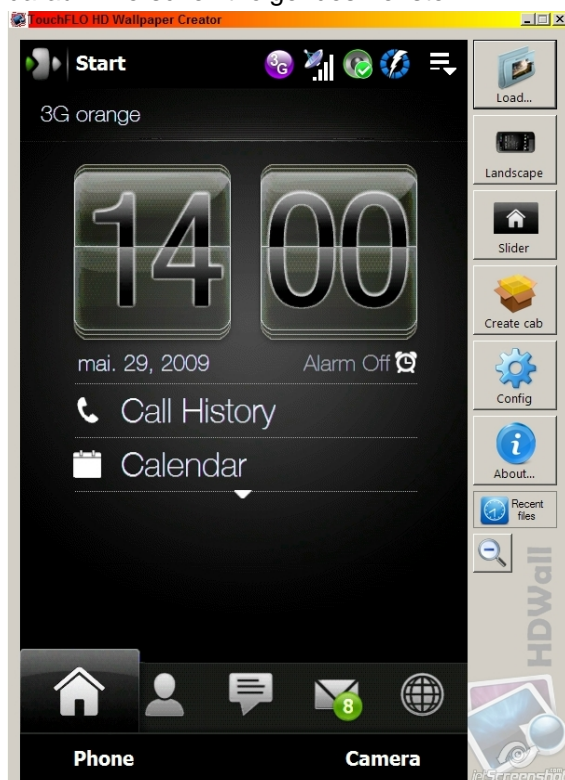 TouchFLO HD Wallpaper Creator
Start
3G
3G orange
14 00
mai. 29, 2009
Alarm Off
Call History
Calendar
8
Phone
Camera
Load...
Landscape
Slider
Create cab
Config
About...
Recent
files
HDWall
jetScreenshot